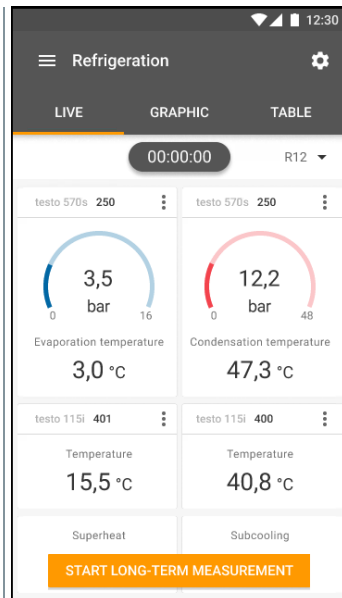 12:30
Refrigeration
LIVE GRAPHIC TABLE
00:00:00 R12
testo 570s 250 testo 570s 250
3,5 12,2
bar bar
0 16 0 48
Evaporation temperature Condensation temperature
3,0 °C 47,3 °C
testo 115i 401 testo 115i 400
Temperature Temperature
15,5 °C 40,8 °C
Superheat Subcooling
START LONG-TERM MEASUREMENT